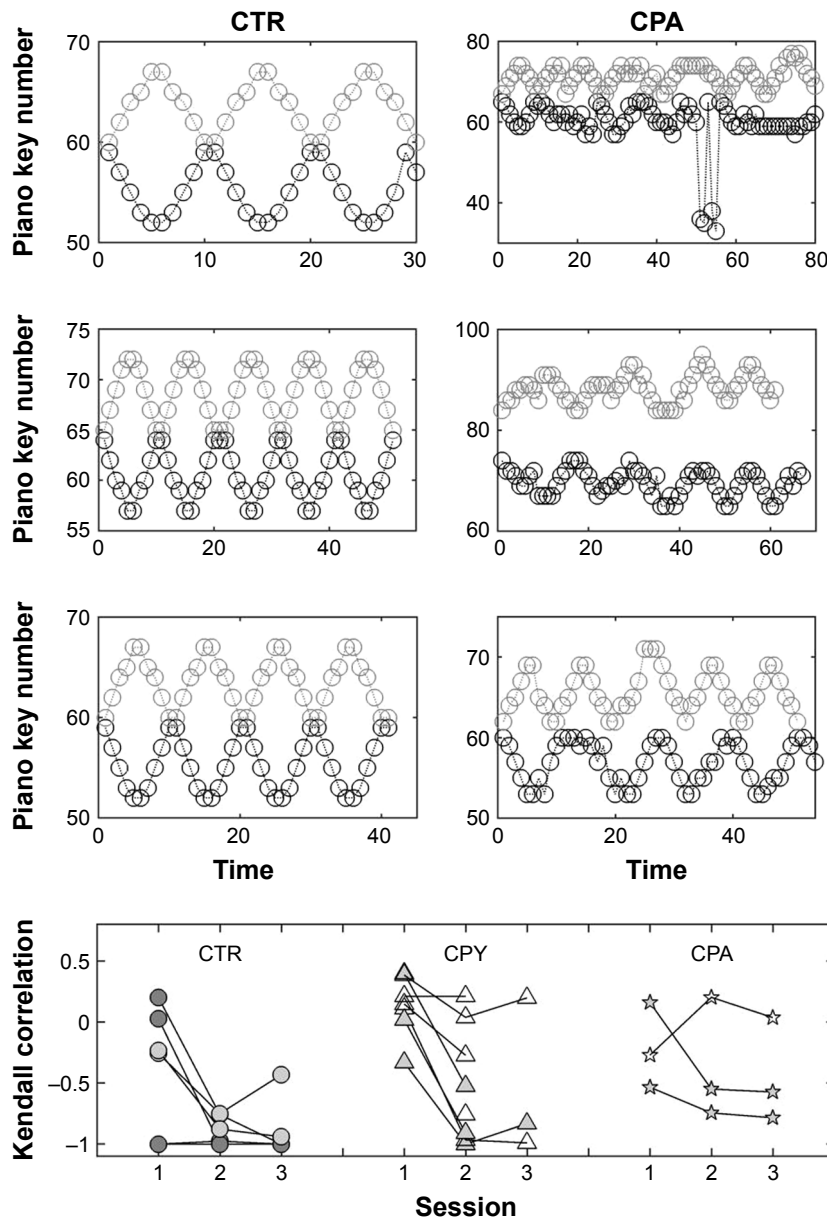 CTR CPA
Piano key number
70
60
50
0 10 20 30
80
60
40
0 20 40 60 80
Piano key number
75
70
65
60
55
0 20 40
100
80
60
0 20 40 60
Piano key number
70
60
50
0 20 40
Time
70
60
50
0 20 40
Time
Kendall correlation
0.5
0
–0.5
–1
CTR CPY CPA
1 2 3 1 2 3 1 2 3
Session